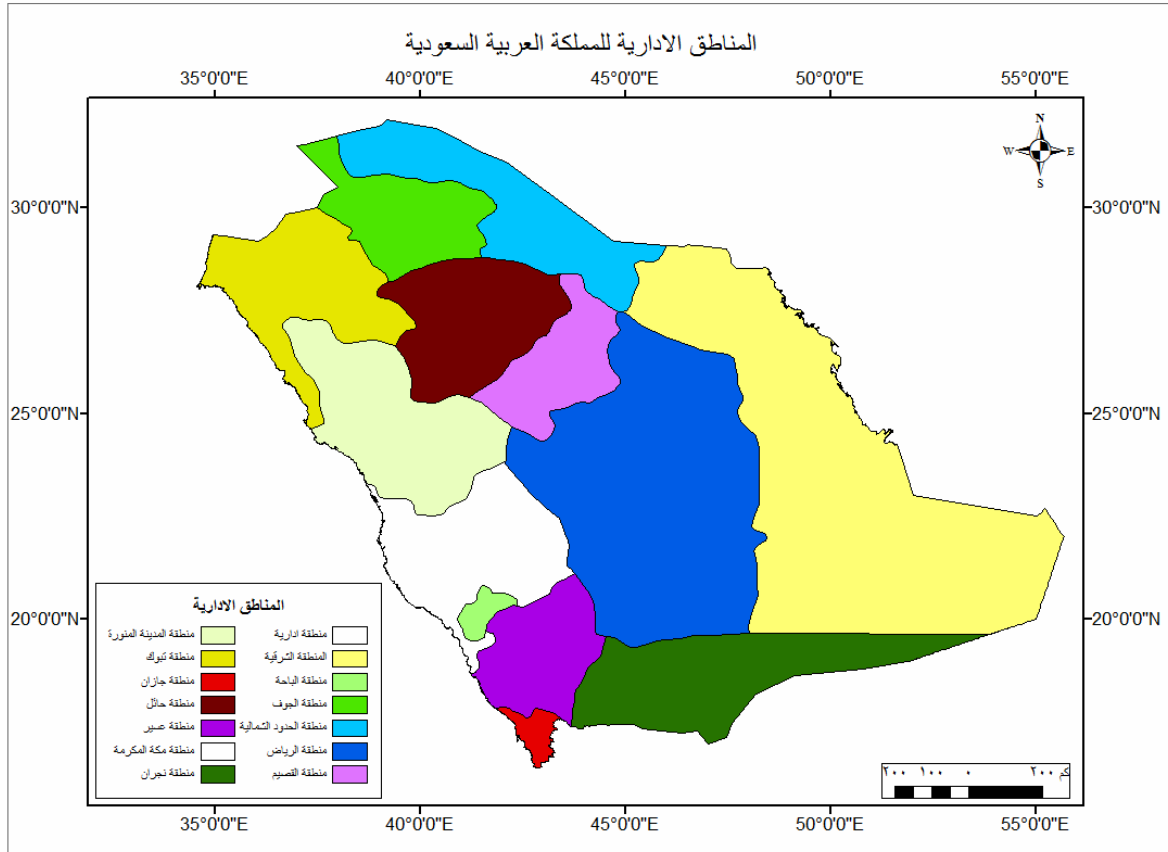 المناطق الادارية للمملكة العربية السعودية
35°0'0"E 40°0'0"E 45°0'0"E 50°0'0"E 55°0'0"E
N
W E
S
30°0'0"N 30°0'0"N
25°0'0"N 25°0'0"N
20°0'0"N 20°0'0"N
المناطق الادارية
منطقة ادارية منطقة المدينة المنورة
المنطقة الشرقية منطقة تبوك
منطقة الباحة منطقة جازان
منطقة الجوف منطقة حائل
منطقة الحدود الشمالية منطقة عسير
منطقة الرياض منطقة مكة المكرمة
منطقة القصيم منطقة نجران
٢٠٠ ١٠٠ ٠ ٢٠٠ كم
35°0'0"E 40°0'0"E 45°0'0"E 50°0'0"E 55°0'0"E